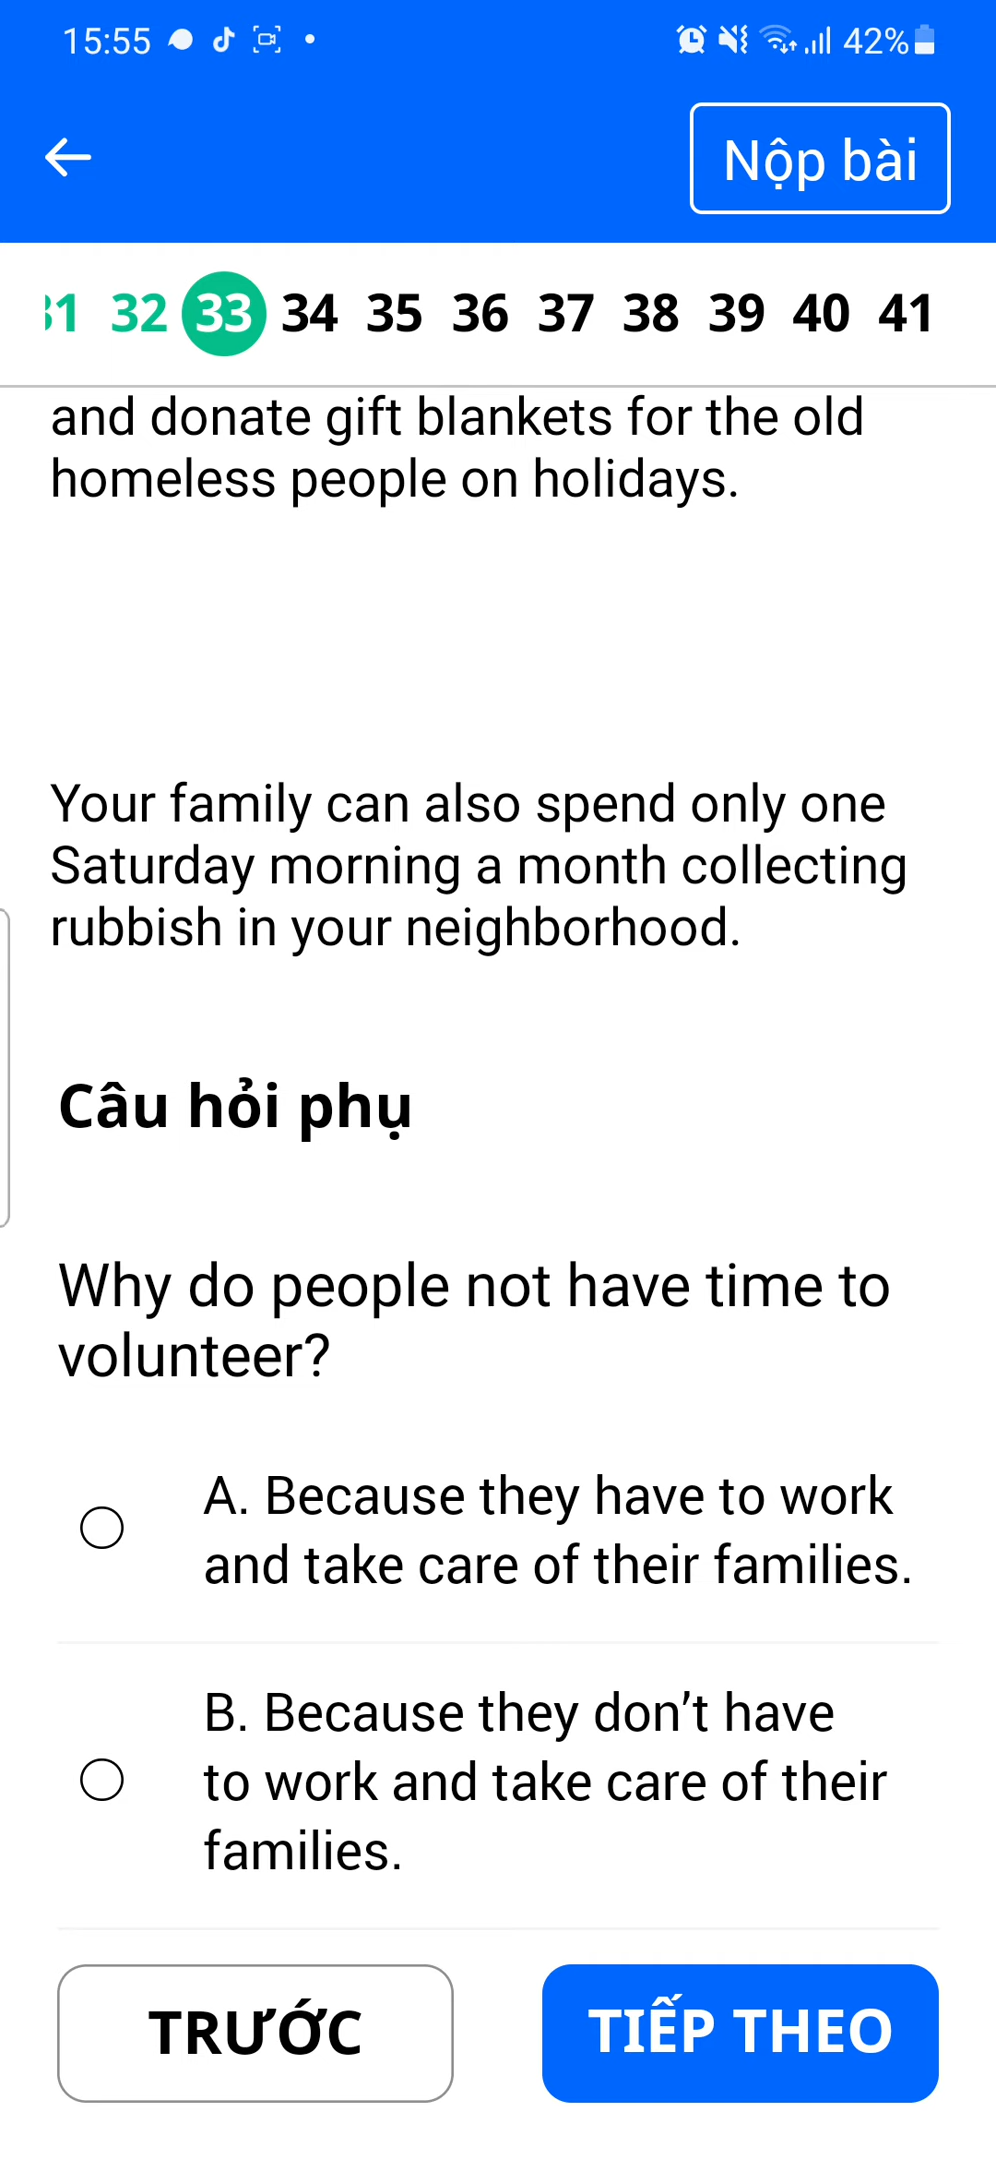 15:55
42%
Nộp bài
31 32 33 34 35 36 37 38 39 40 41
and donate gift blankets for the old
homeless people on holidays.
Your family can also spend only one
Saturday morning a month collecting
rubbish in your neighborhood.
Câu hỏi phụ
Why do people not have time to
volunteer?
A. Because they have to work
and take care of their families.
B. Because they don't have
to work and take care of their
families.
TRƯỚC
TIẾP THEO